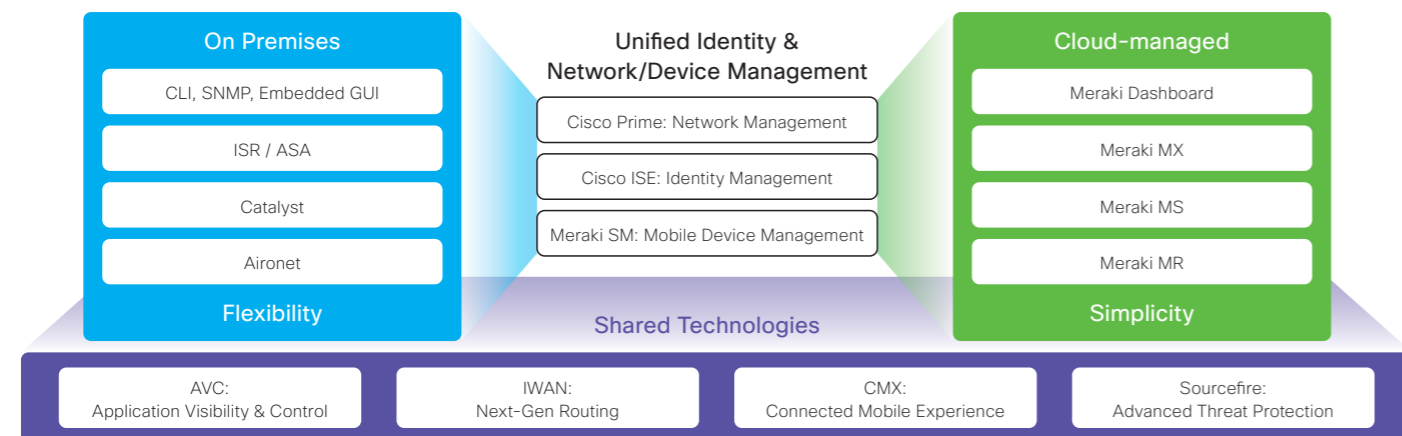 On Premises
CLI, SNMP, Embedded GUI
ISR / ASA
Catalyst
Aironet
Flexibility
Unified Identity &
Network/Device Management
Cisco Prime: Network Management
Cisco ISE: Identity Management
Meraki SM: Mobile Device Management
Cloud-managed
Meraki Dashboard
Meraki MX
Meraki MS
Meraki MR
Simplicity
Shared Technologies
AVC:
Application Visibility & Control
IWAN:
Next-Gen Routing
CMX:
Connected Mobile Experience
Sourcefire:
Advanced Threat Protection